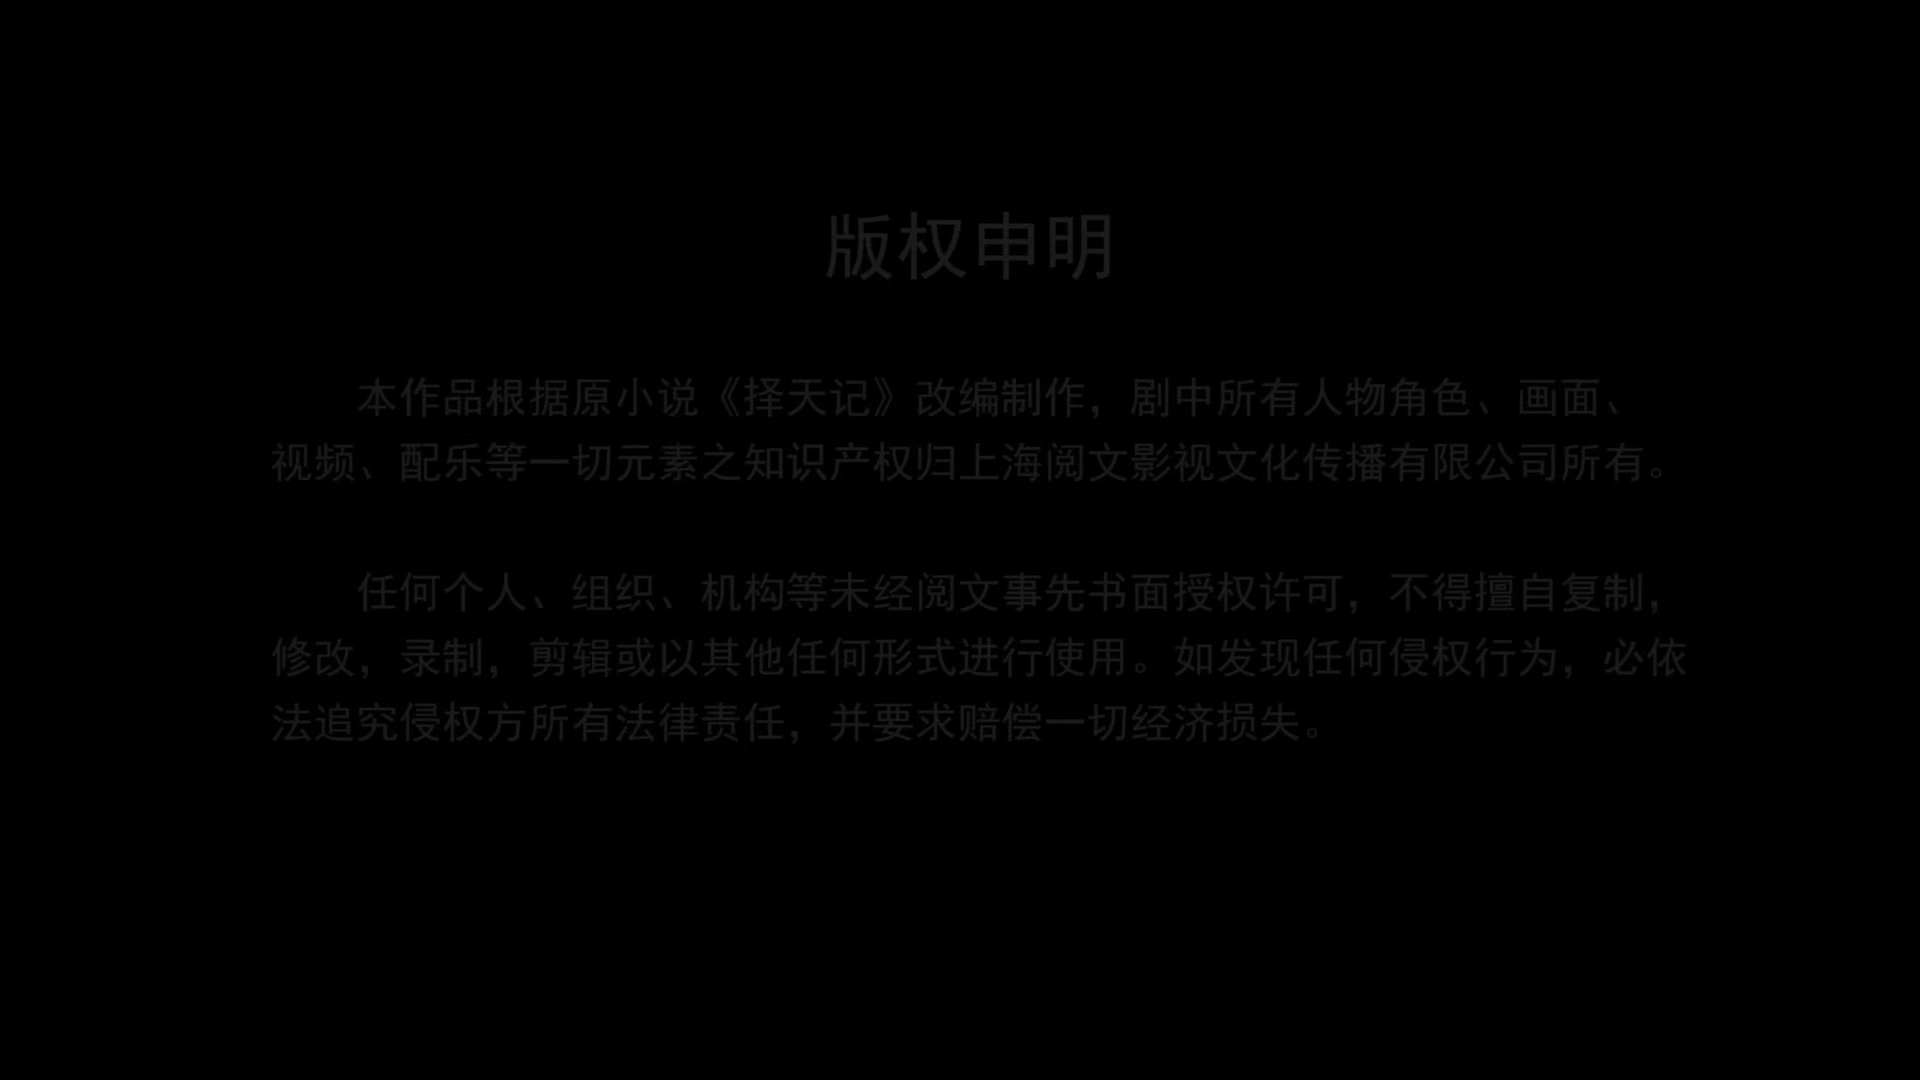 版权申明
本作品根据原小说《择天记》改编制作，剧中所有人物角色、画面、
视频、配乐等一切元素之知识产权归上海阅文影视文化传播有限公司所有。
任何个人、组织、机构等未经阅文事先书面授权许可，不得擅自复制，
修改，录制，剪辑或以其他任何形式进行使用。如发现任何侵权行为，必依
法追究侵权方所有法律责任，并要求赔偿一切经济损失。